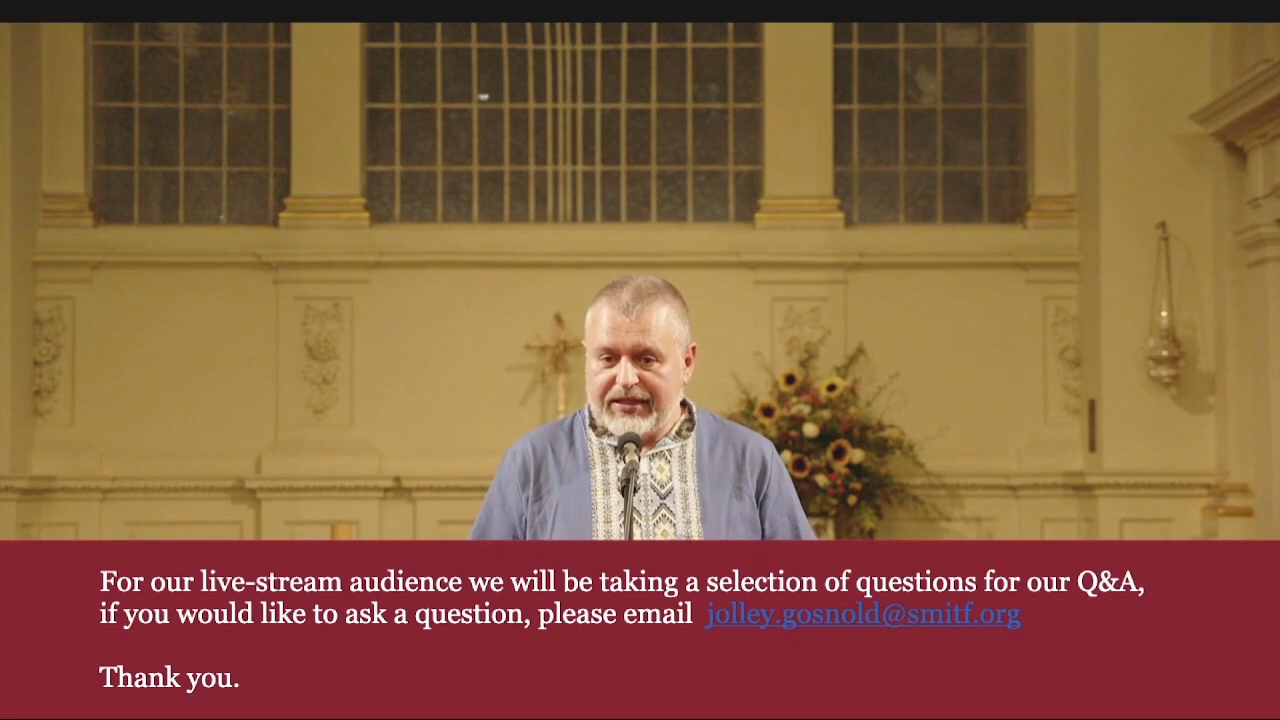 For our live-stream audience we will be taking a selection of questions for our Q&A,
if you would like to ask a question, please email jolley.gosnold@smitf.org
Thank you.